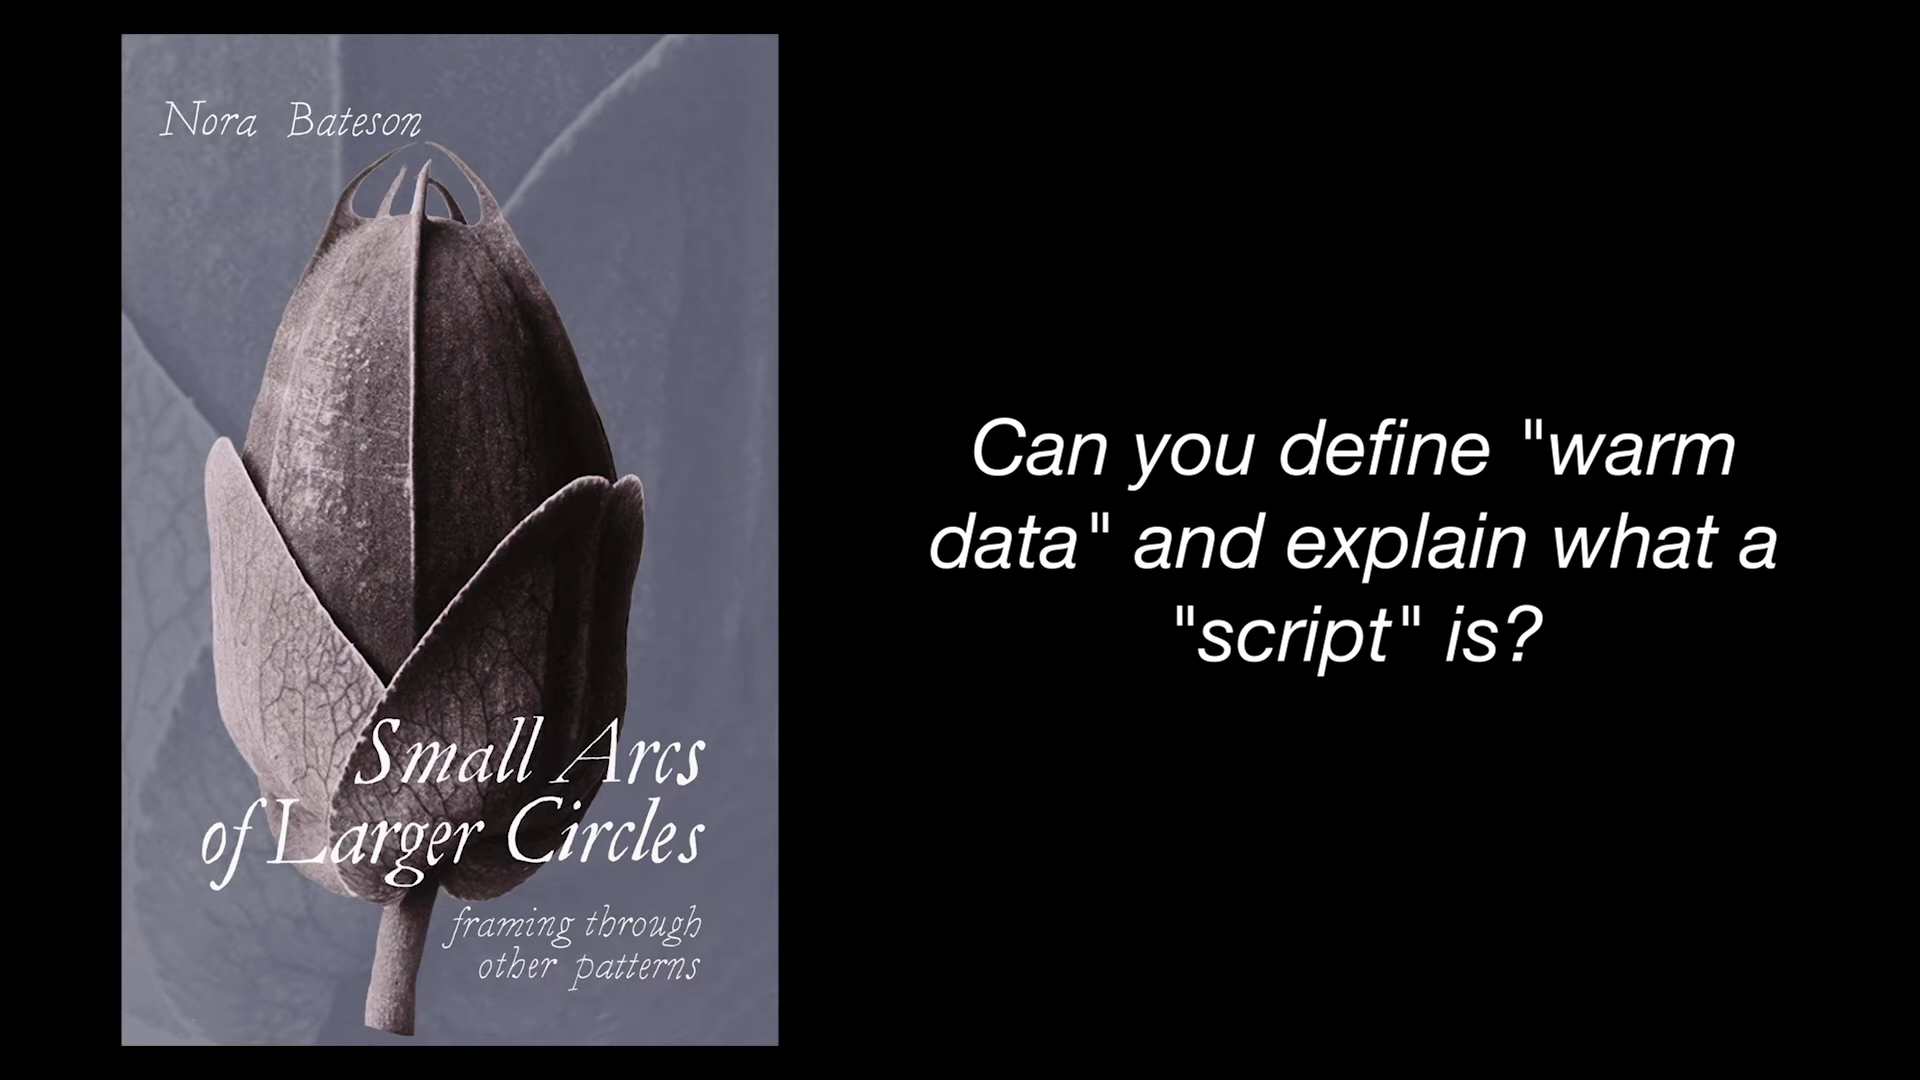 Nora Bateson
Small Arcs
of Larger Circles
framing through
other patterns
Can you define "warm
data" and explain what a
"script" is?